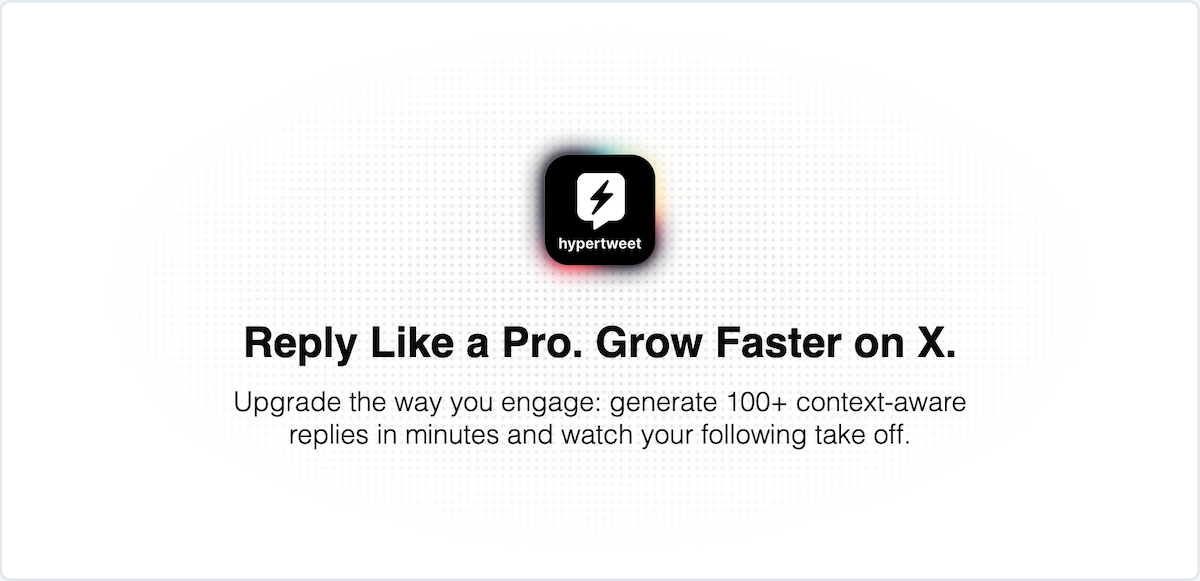 hypertweet
Reply Like a Pro. Grow Faster on X.
Upgrade the way you engage: generate 100+ context-aware
replies in minutes and watch your following take off.